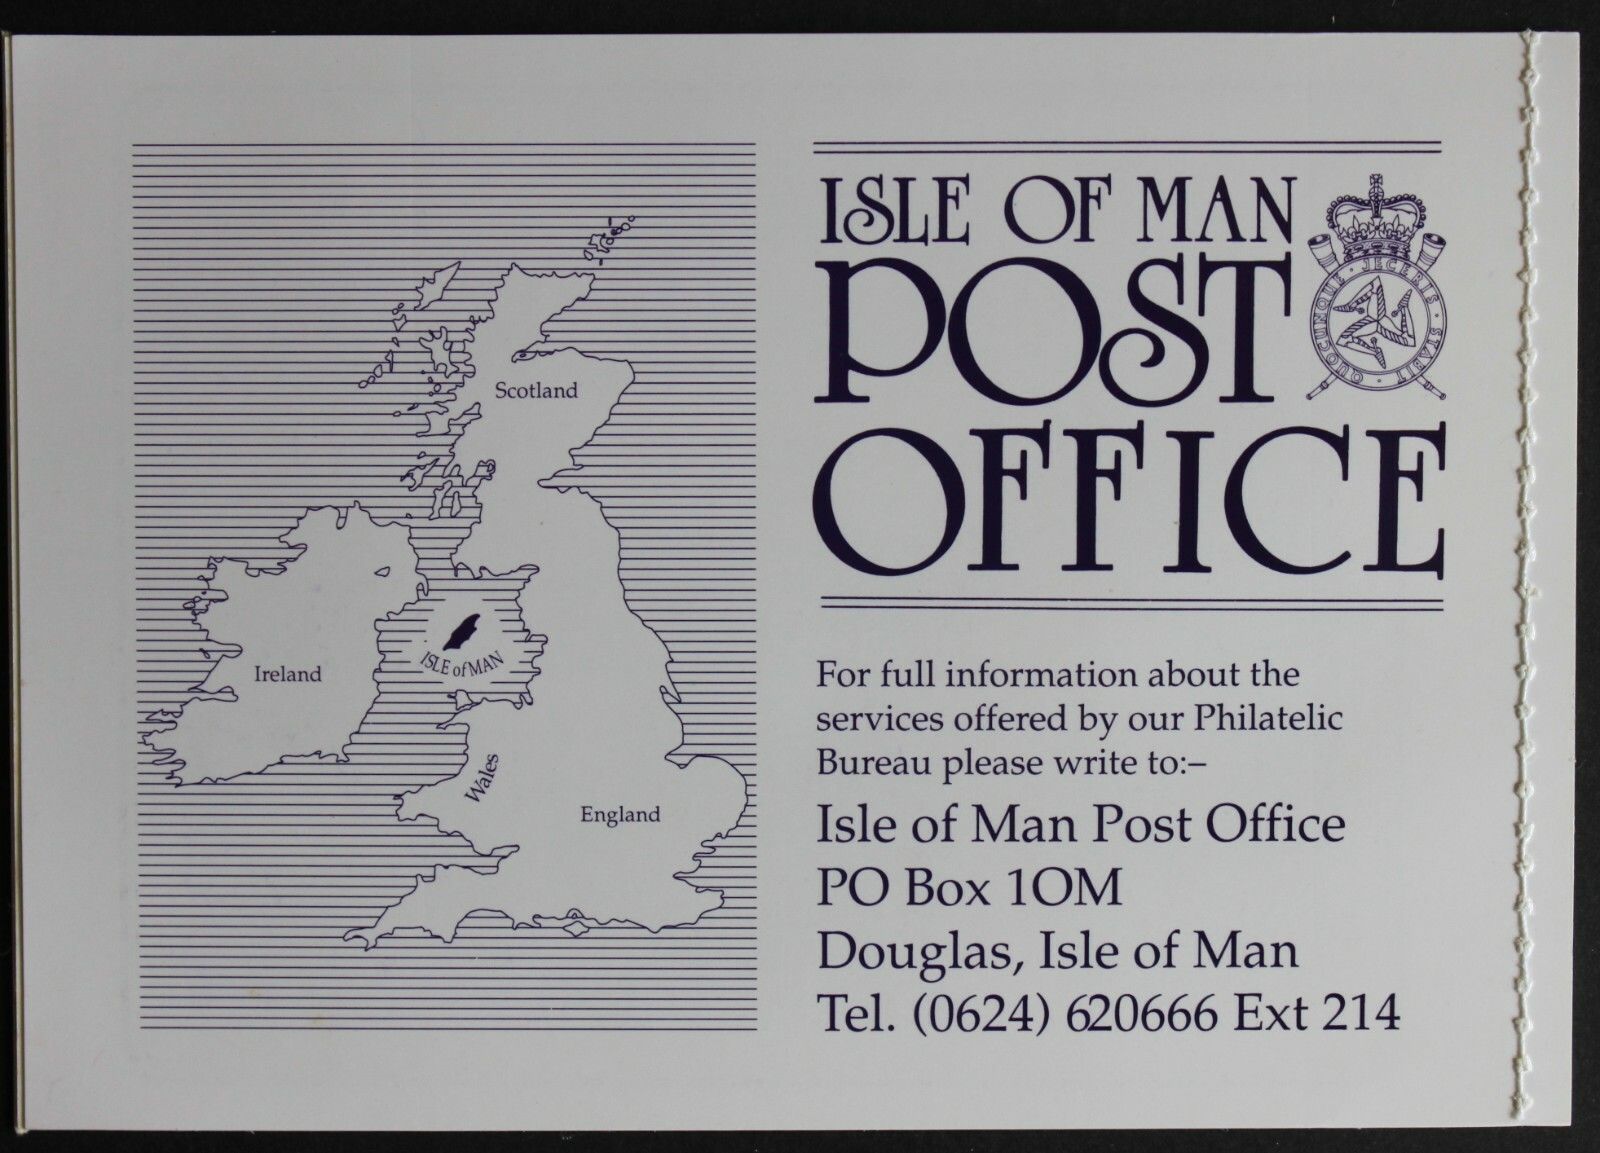 Scotland
Ireland
ISLE of MAN
Wales
England
ISLE OF MAN
POST
OFFICE
QUOCUNQUE · JECERIS · STABIT ·
For full information about the
services offered by our Philatelic
Bureau please write to:–
Isle of Man Post Office
PO Box 1OM
Douglas, Isle of Man
Tel. (0624) 620666 Ext 214